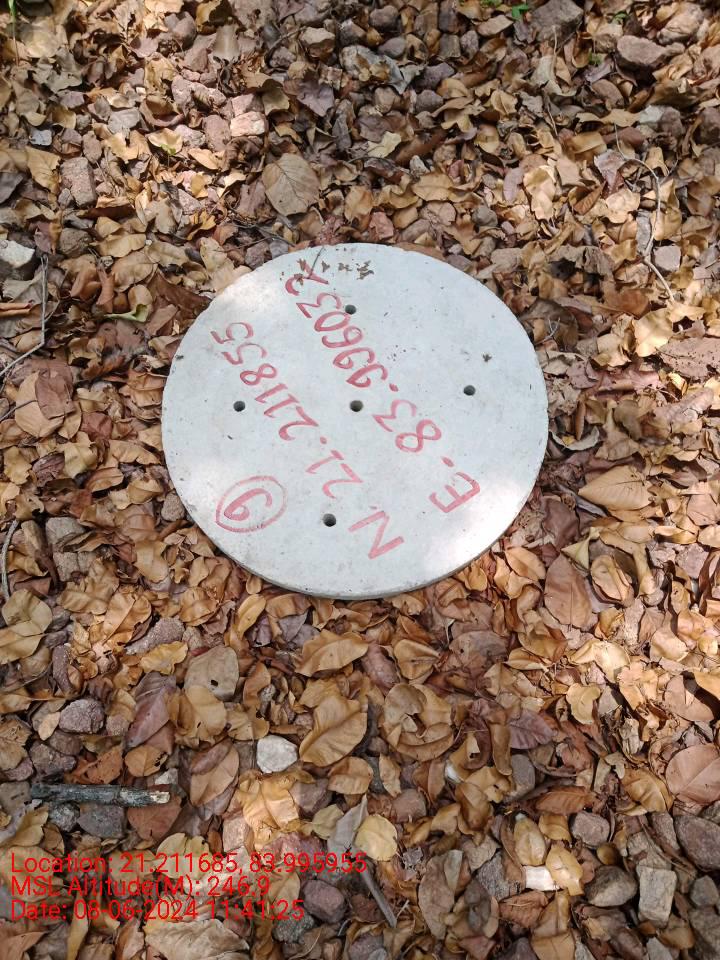 9
N. 21.211855
E. 83.996032
Location: 21.211685, 83.995955
MSL Altitude(M): 246.9
Date: 08-06-2024 11:41:25